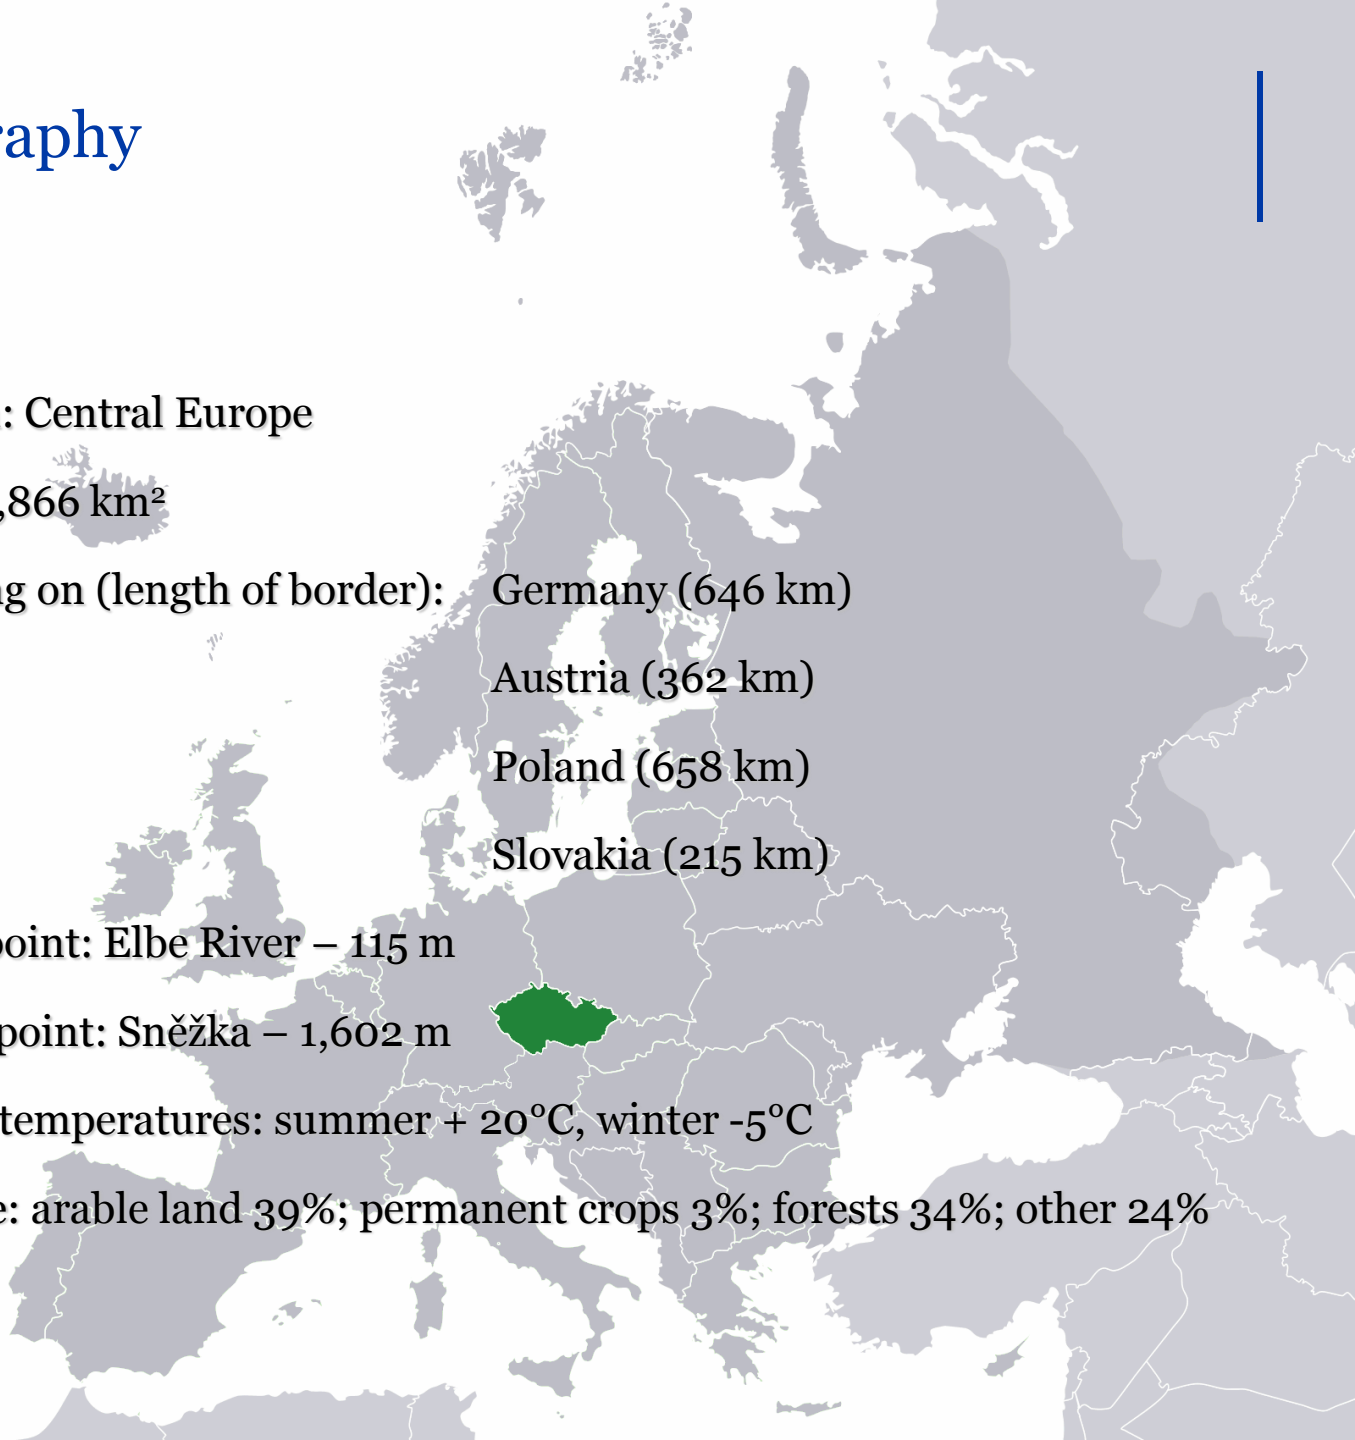 raphy
: Central Europe
,866 km²
ng on (length of border): Germany (646 km)
Austria (362 km)
Poland (658 km)
Slovakia (215 km)
point: Elbe River – 115 m
point: Sněžka – 1,602 m
temperatures: summer + 20°C, winter -5°C
e: arable land 39%; permanent crops 3%; forests 34%; other 24%